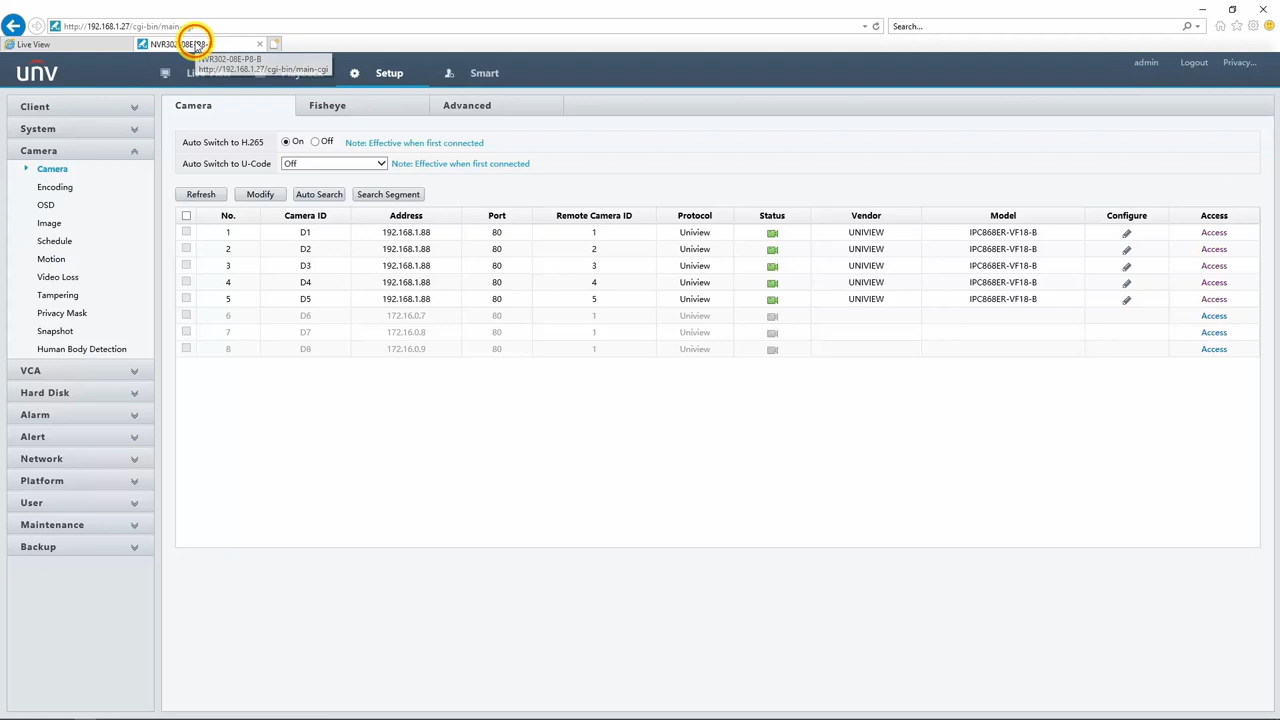 http://192.168.1.27/cgi-bin/main-
Search...
Live View
NVR302-08E-P8-
NVR302-08E-P8-B
http://192.168.1.27/cgi-bin/main-cgi
unv
Setup
Smart
admin
Logout
Privacy...
Client
System
Camera
Camera
Encoding
OSD
Image
Schedule
Motion
Video Loss
Tampering
Privacy Mask
Snapshot
Human Body Detection
VCA
Hard Disk
Alarm
Alert
Network
Platform
User
Maintenance
Backup
Camera
Fisheye
Advanced
Auto Switch to H.265 On Off Note: Effective when first connected
Auto Switch to U-Code Off Note: Effective when first connected
Refresh Modify Auto Search Search Segment
No. Camera ID Address Port Remote Camera ID Protocol Status Vendor Model Configure Access
1 D1 192.168.1.88 80 1 Uniview UNIVIEW IPC868ER-VF18-B Access
2 D2 192.168.1.88 80 2 Uniview UNIVIEW IPC868ER-VF18-B Access
3 D3 192.168.1.88 80 3 Uniview UNIVIEW IPC868ER-VF18-B Access
4 D4 192.168.1.88 80 4 Uniview UNIVIEW IPC868ER-VF18-B Access
5 D5 192.168.1.88 80 5 Uniview UNIVIEW IPC868ER-VF18-B Access
6 D6 172.16.0.7 80 1 Uniview Access
7 D7 172.16.0.8 80 1 Uniview Access
8 D8 172.16.0.9 80 1 Uniview Access